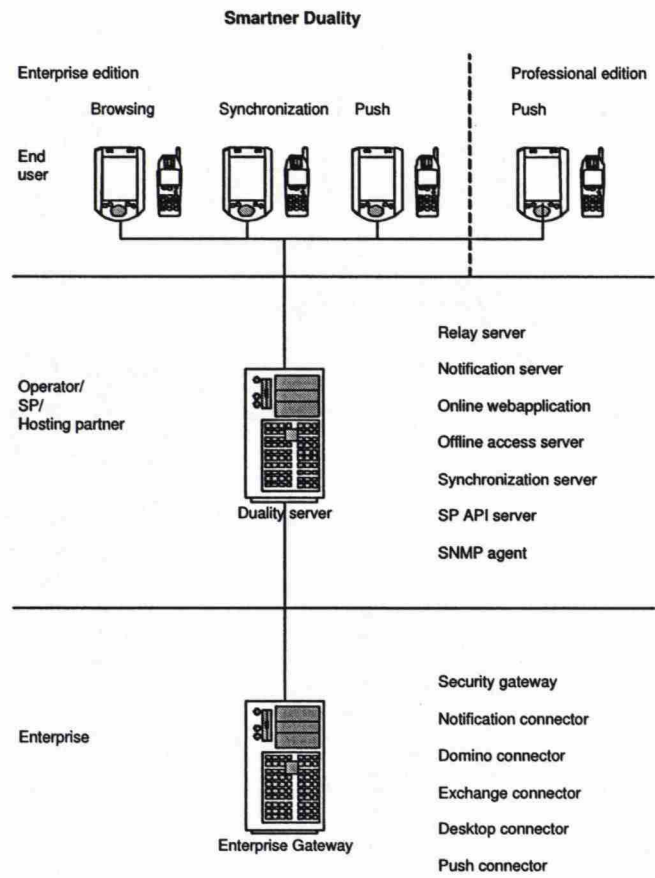 Smartner Duality
Enterprise edition
Professional edition
Browsing
Synchronization
Push
Push
End
user
Relay server
Notification server
Operator/
SP/
Hosting partner
Online webapplication
Offline access server
Synchronization server
Duality server
SP API server
SNMP agent
Security gateway
Notification connector
Enterprise
Domino connector
Exchange connector
Desktop connector
Enterprise Gateway
Push connector